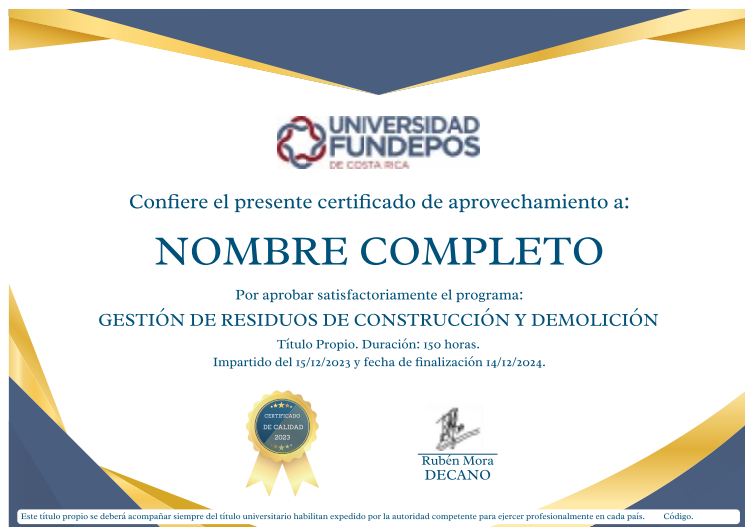 UNIVERSIDAD
FUNDEPOS
DE COSTA RICA
Confiere el presente certificado de aprovechamiento a:
NOMBRE COMPLETO
Por aprobar satisfactoriamente el programa:
GESTIÓN DE RESIDUOS DE CONSTRUCCIÓN Y DEMOLICIÓN
Título Propio. Duración: 150 horas.
Impartido del 15/12/2023 y fecha de finalización 14/12/2024.
CERTIFICADO
DE CALIDAD
2023
Rubén Mora
DECANO
Este título propio se deberá acompañar siempre del título universitario habilitan expedido por la autoridad competente para ejercer profesionalmente en cada país. Código.